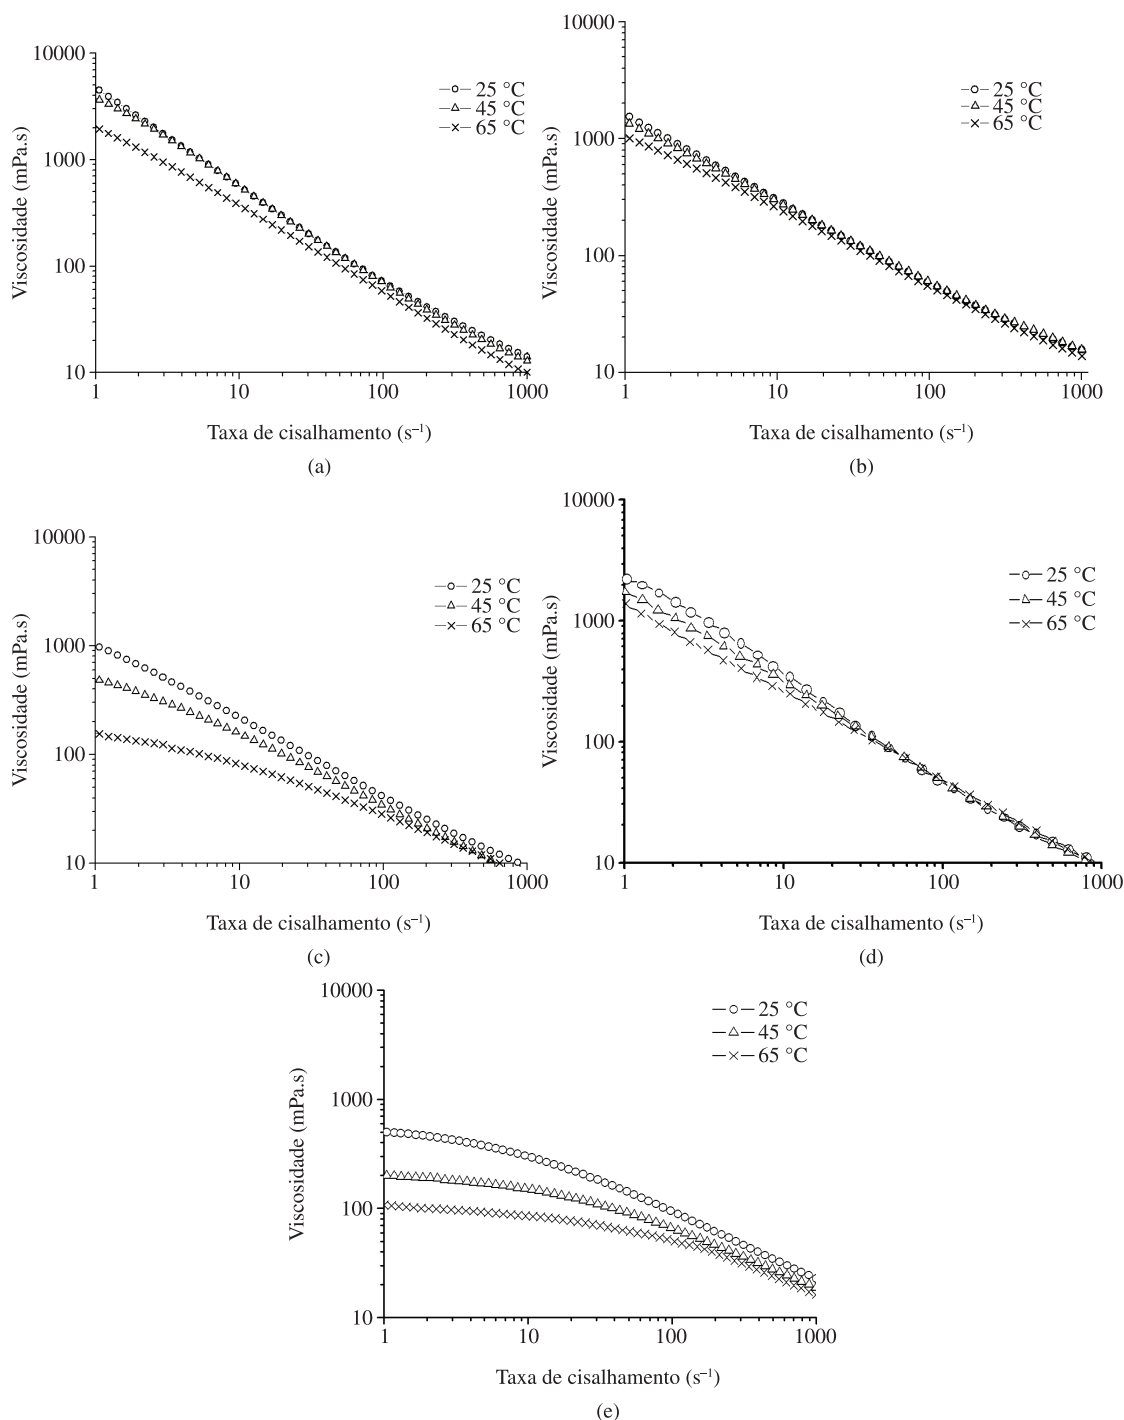 10000
1000
100
10
Viscosidade (mPa.s)
25 °C
45 °C
65 °C
1 10 100 1000
Taxa de cisalhamento (s⁻¹)
(a)
10000
1000
100
10
Viscosidade (mPa.s)
25 °C
45 °C
65 °C
1 10 100 1000
Taxa de cisalhamento (s⁻¹)
(b)
10000
1000
100
10
Viscosidade (mPa.s)
25 °C
45 °C
65 °C
1 10 100 1000
Taxa de cisalhamento (s⁻¹)
(c)
10000
1000
100
10
Viscosidade (mPa.s)
25 °C
45 °C
65 °C
1 10 100 1000
Taxa de cisalhamento (s⁻¹)
(d)
10000
1000
100
10
Viscosidade (mPa.s)
25 °C
45 °C
65 °C
1 10 100 1000
Taxa de cisalhamento (s⁻¹)
(e)